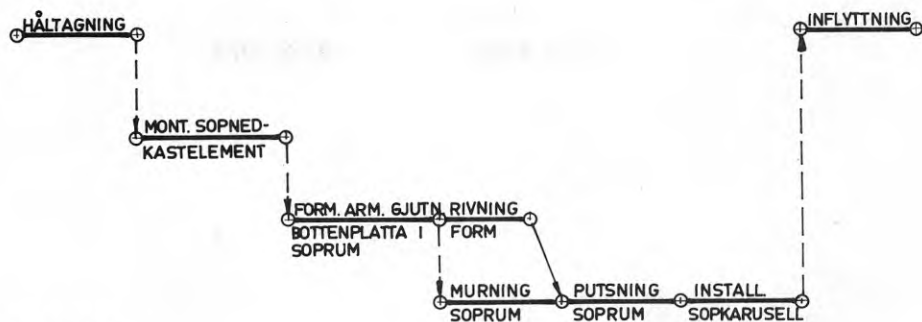 HÅLTAGNING
INFLYTTNING
MONT. SOPNED-
KASTELEMENT
FORM. ARM. GJUTN.
BOTTENPLATTA I
SOPRUM
RIVNING
FORM
MURNING
SOPRUM
PUTSNING
SOPRUM
INSTALL.
SOPKARUSELL